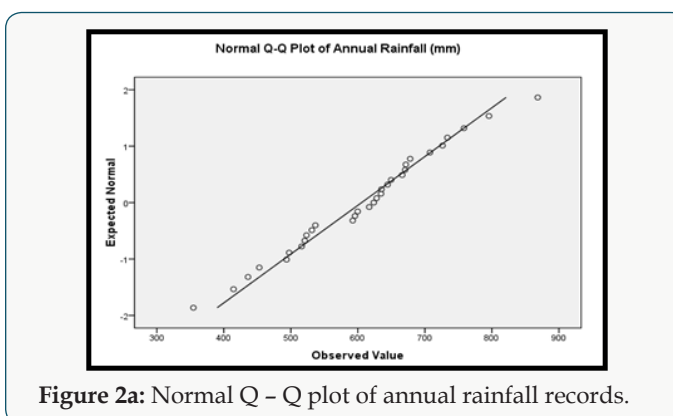 Normal Q-Q Plot of Annual Rainfall (mm)
2
1
0
-1
-2
Expected Normal
300 400 500 600 700 800 900
Observed Value
Figure 2a: Normal Q – Q plot of annual rainfall records.